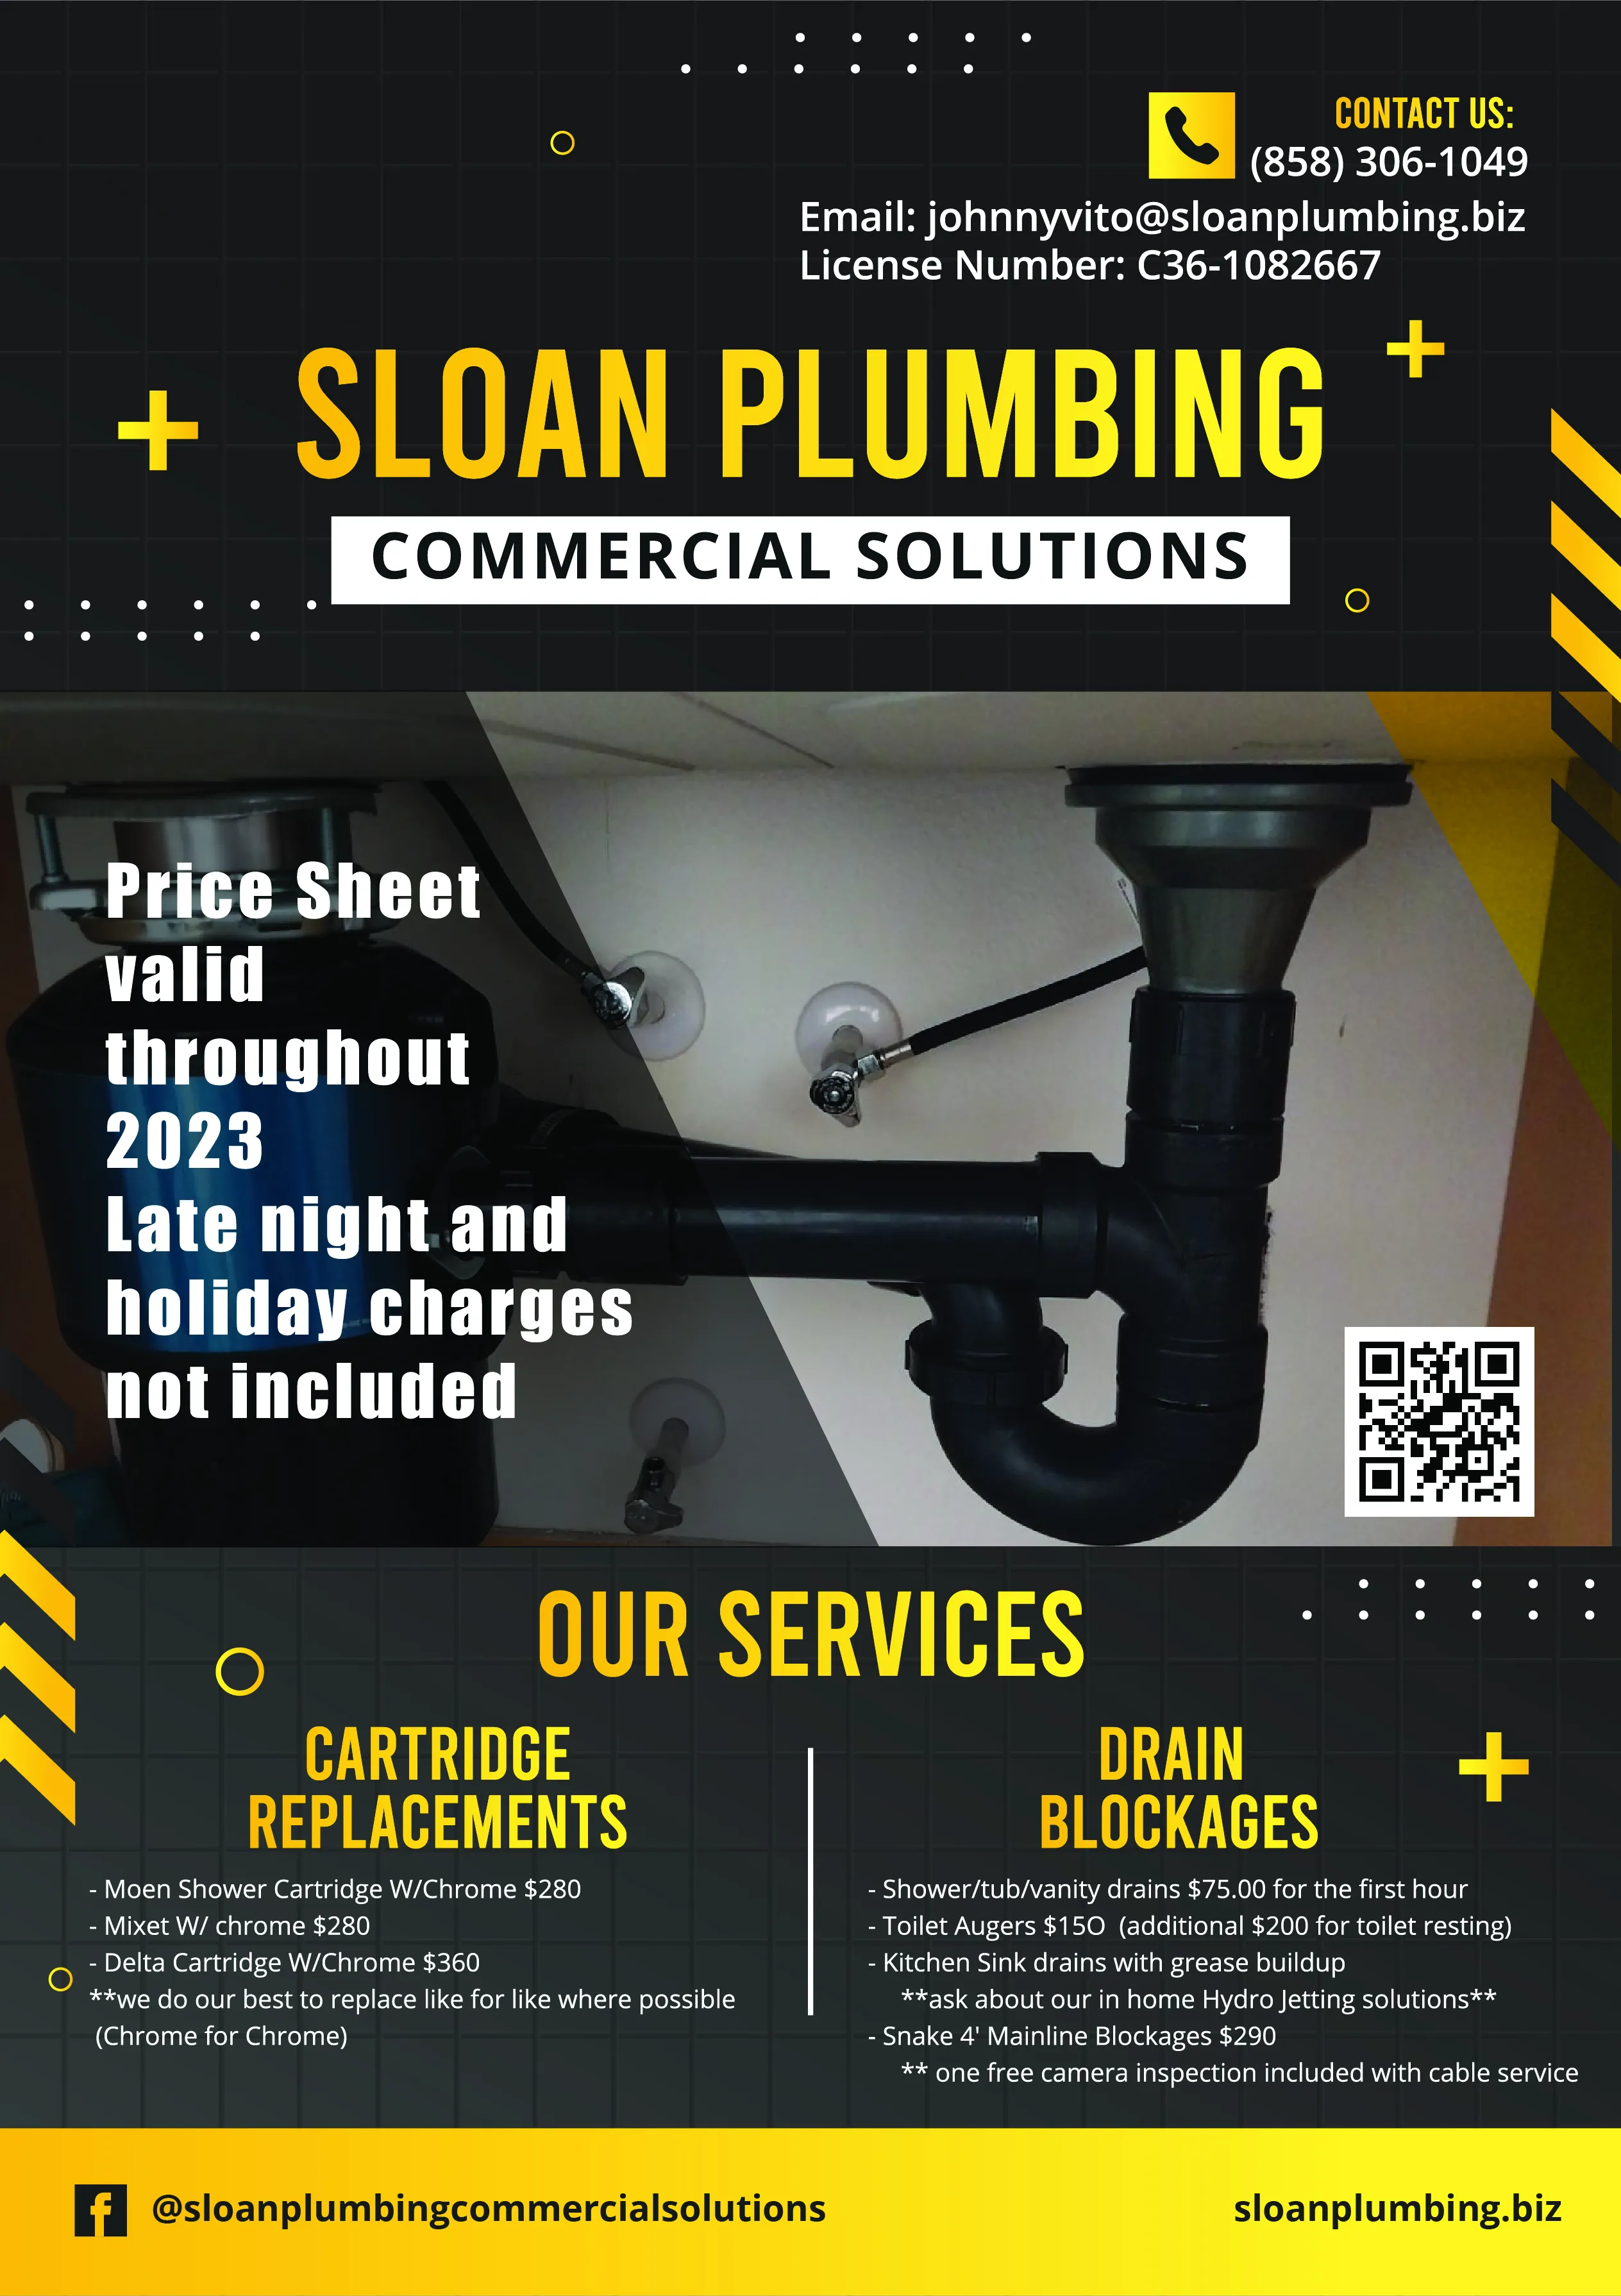 CONTACT US:
(858) 306-1049
Email: johnnyvito@sloanplumbing.biz
License Number: C36-1082667
SLOAN PLUMBING
COMMERCIAL SOLUTIONS
Price Sheet
valid
throughout
2023
Late night and
holiday charges
not included
OUR SERVICES
CARTRIDGE
REPLACEMENTS
- Moen Shower Cartridge W/Chrome $280
- Mixet W/ chrome $280
- Delta Cartridge W/Chrome $360
**we do our best to replace like for like where possible
(Chrome for Chrome)
DRAIN
BLOCKAGES
- Shower/tub/vanity drains $75.00 for the first hour
- Toilet Augers $15O (additional $200 for toilet resting)
- Kitchen Sink drains with grease buildup
**ask about our in home Hydro Jetting solutions**
- Snake 4' Mainline Blockages $290
** one free camera inspection included with cable service
@sloanplumbingcommercialsolutions
sloanplumbing.biz